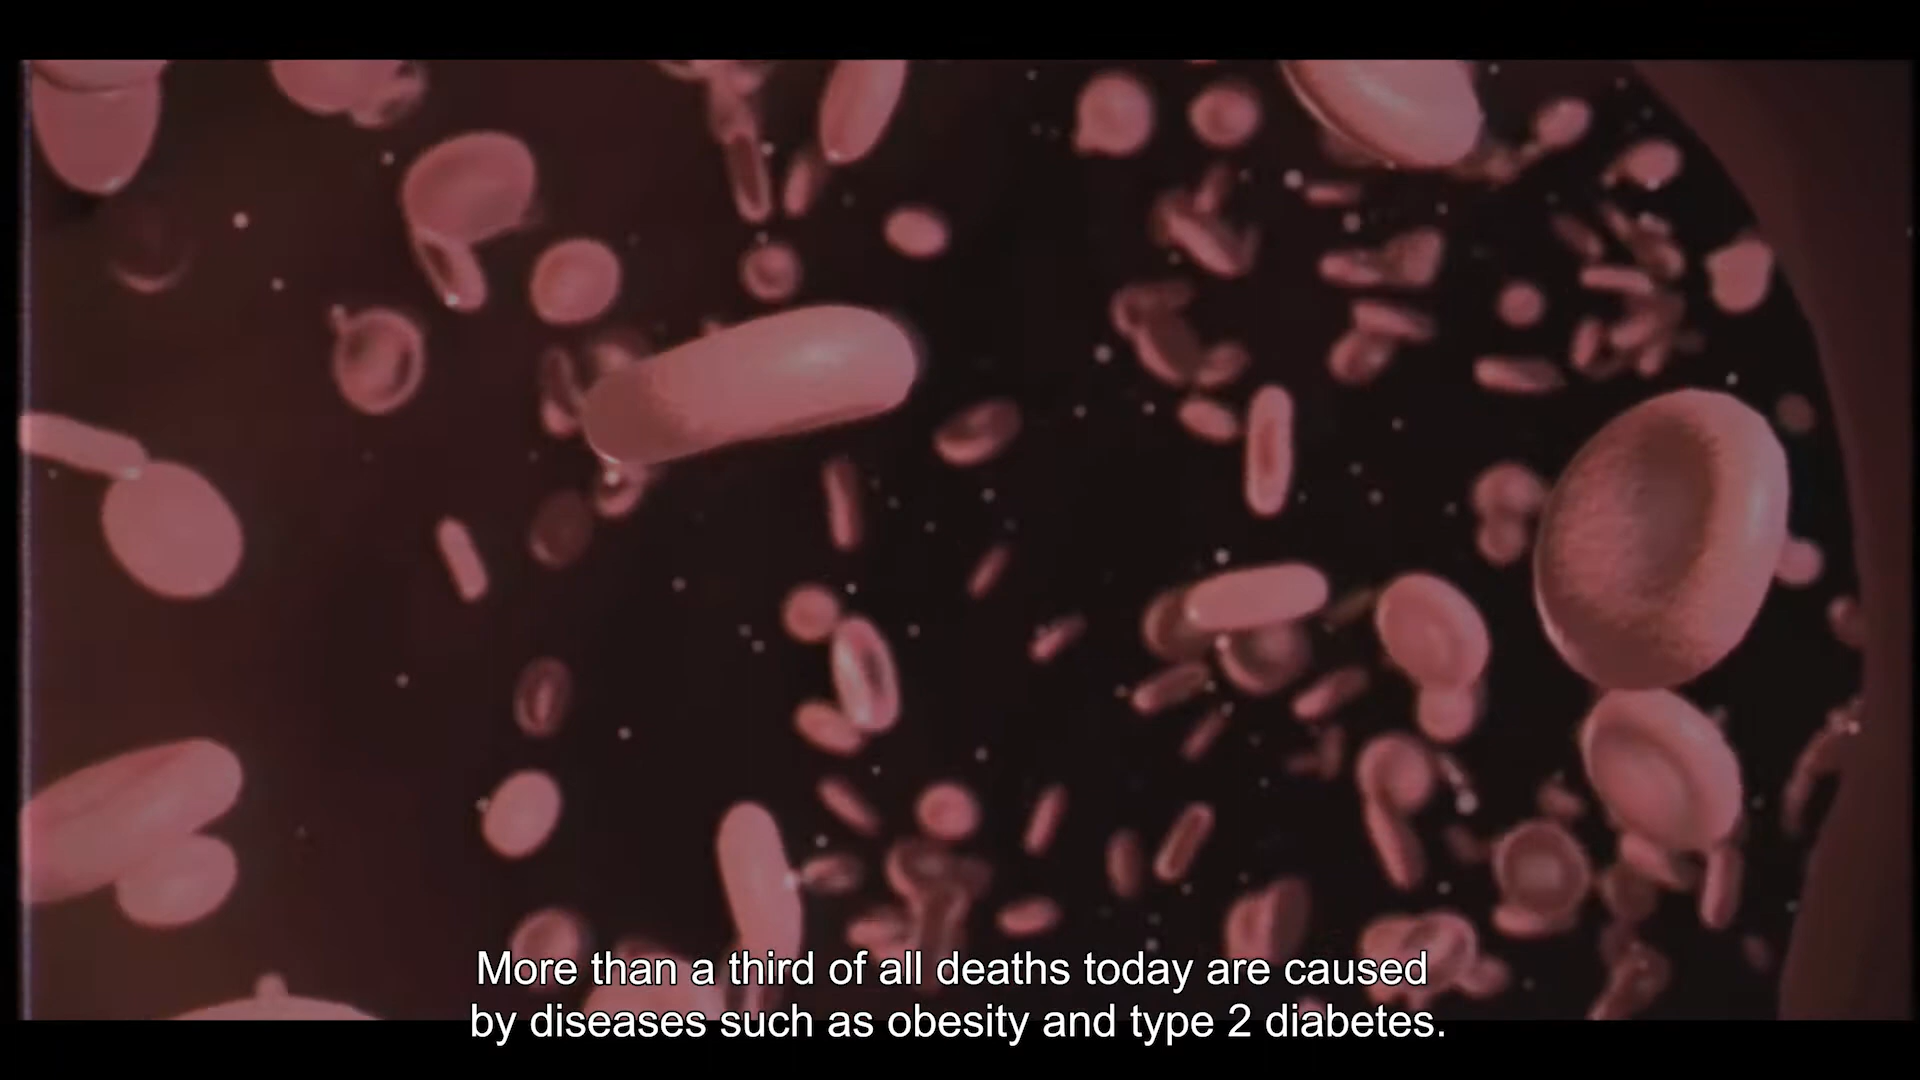 More than a third of all deaths today are caused
by diseases such as obesity and type 2 diabetes.